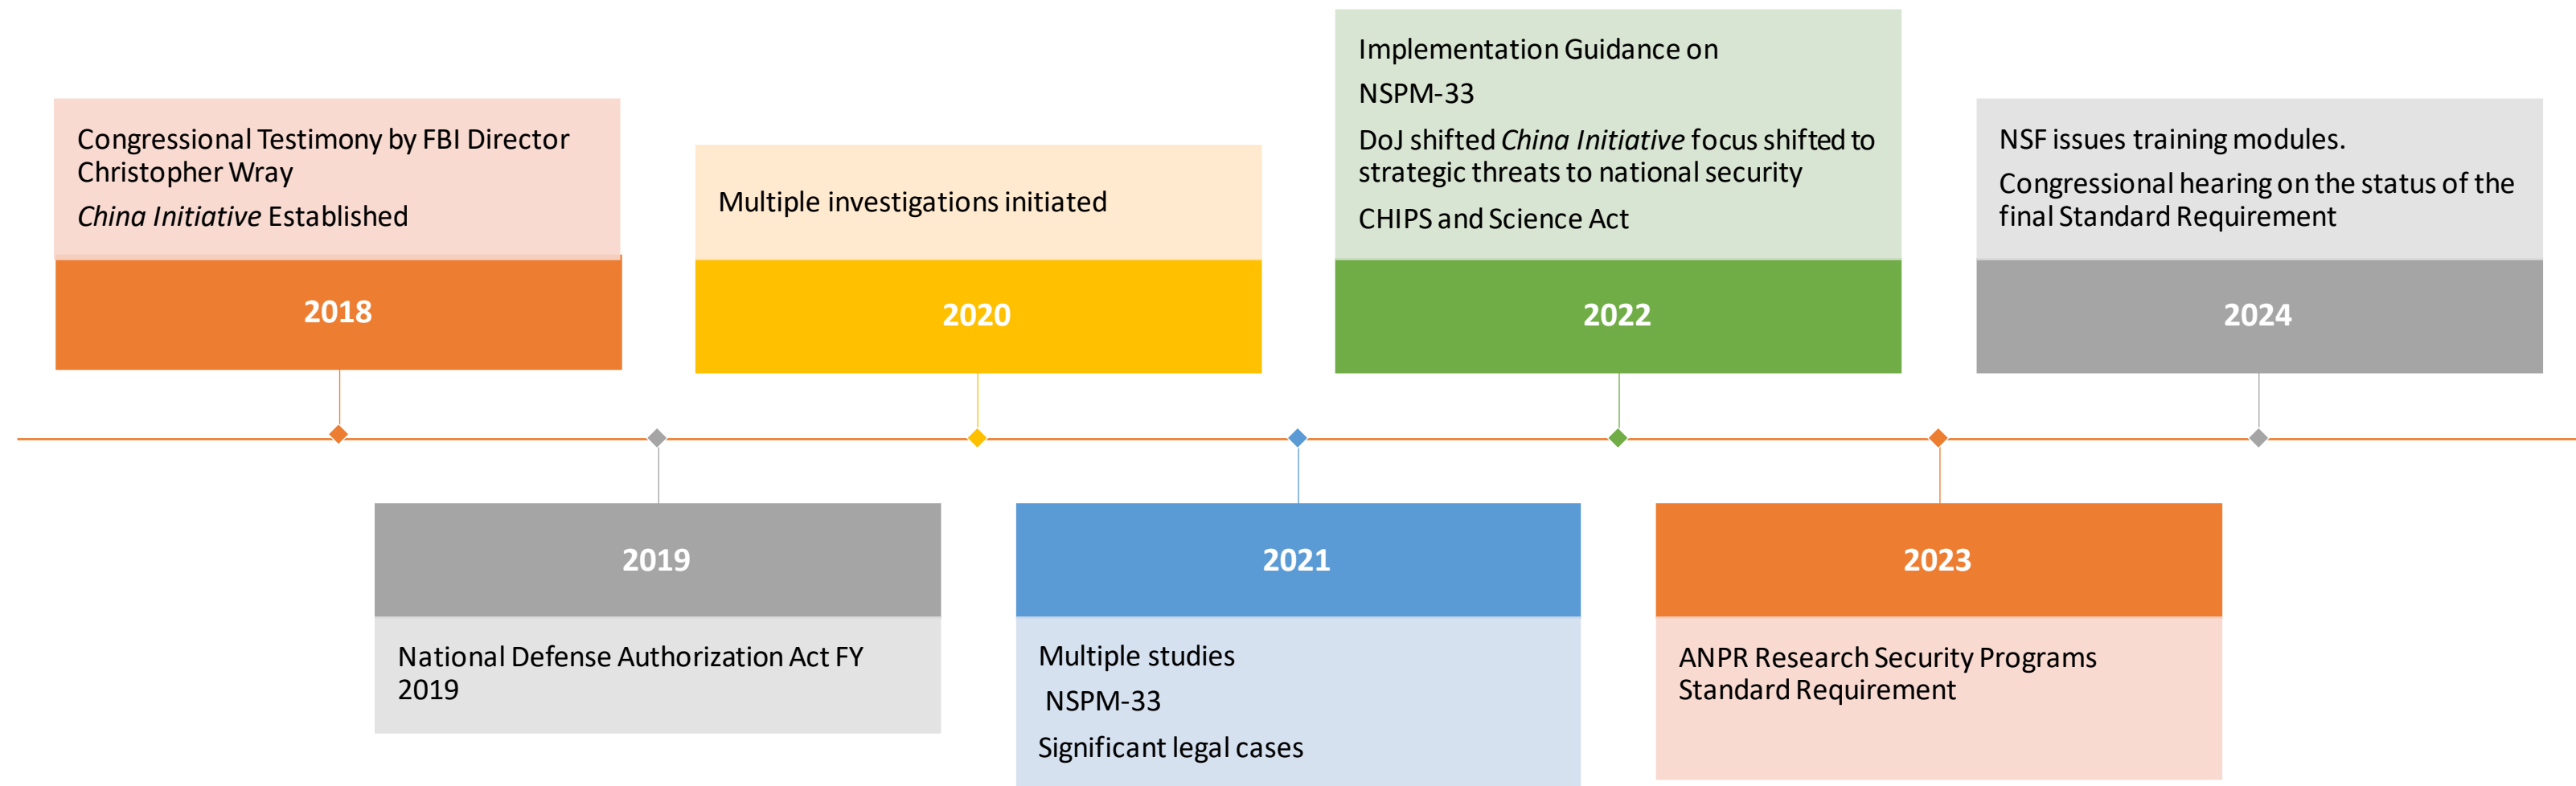 Congressional Testimony by FBI Director
Christopher Wray
China Initiative Established
2018
National Defense Authorization Act FY
2019
2019
Multiple investigations initiated
2020
2021
Multiple studies
NSPM-33
Significant legal cases
Implementation Guidance on
NSPM-33
DoJ shifted China Initiative focus shifted to
strategic threats to national security
CHIPS and Science Act
2022
2023
ANPR Research Security Programs
Standard Requirement
NSF issues training modules.
Congressional hearing on the status of the
final Standard Requirement
2024